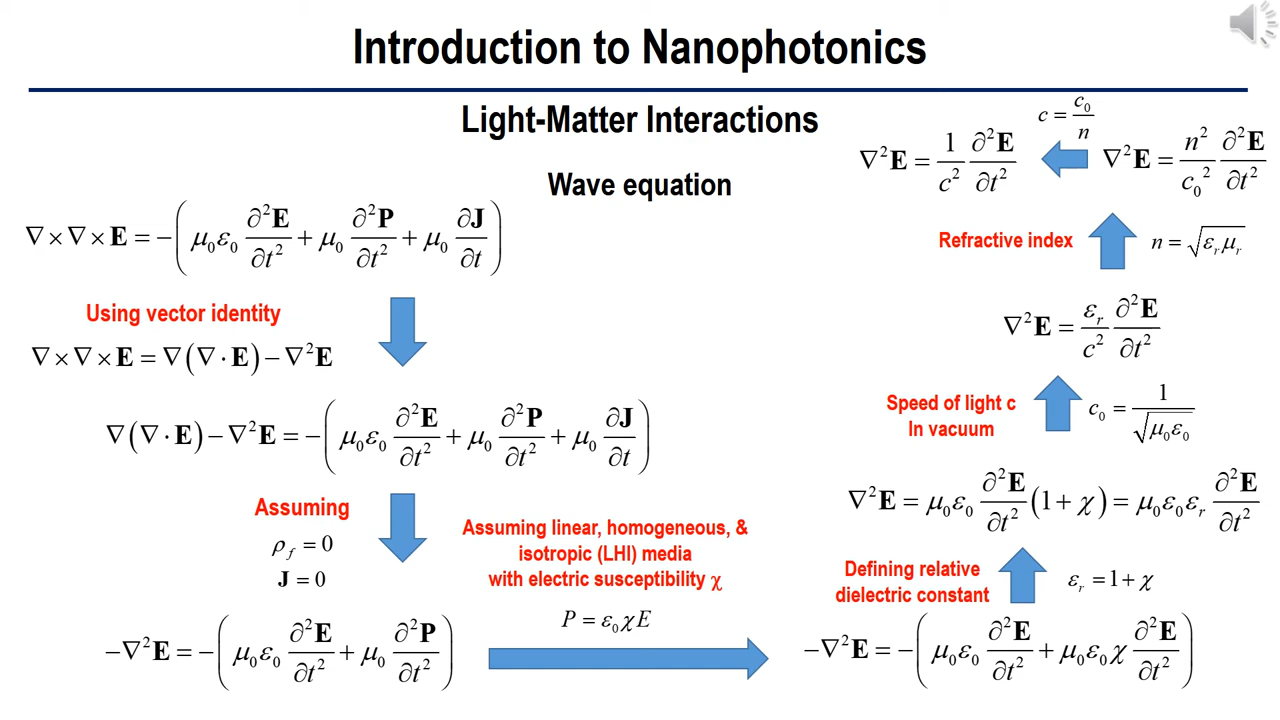 Introduction to Nanophotonics
Light-Matter Interactions
Wave equation
∇×∇×E = −(μ₀ε₀ ∂²E/∂t² + μ₀ ∂²P/∂t² + μ₀ ∂J/∂t)
Using vector identity
∇×∇×E = ∇(∇·E) − ∇²E
∇(∇·E) − ∇²E = −(μ₀ε₀ ∂²E/∂t² + μ₀ ∂²P/∂t² + μ₀ ∂J/∂t)
Assuming
ρ_f = 0
J = 0
−∇²E = −(μ₀ε₀ ∂²E/∂t² + μ₀ ∂²P/∂t²)
Assuming linear, homogeneous, &
isotropic (LHI) media
with electric susceptibility χ
P = ε₀χE
−∇²E = −(μ₀ε₀ ∂²E/∂t² + μ₀ε₀χ ∂²E/∂t²)
Defining relative
dielectric constant
ε_r = 1 + χ
∇²E = μ₀ε₀ ∂²E/∂t² (1 + χ) = μ₀ε₀ε_r ∂²E/∂t²
Speed of light c
In vacuum
c₀ = 1/√(μ₀ε₀)
∇²E = ε_r/c² ∂²E/∂t²
Refractive index
n = √(ε_r μ_r)
∇²E = n²/c₀² ∂²E/∂t²
c = c₀/n
∇²E = 1/c² ∂²E/∂t²